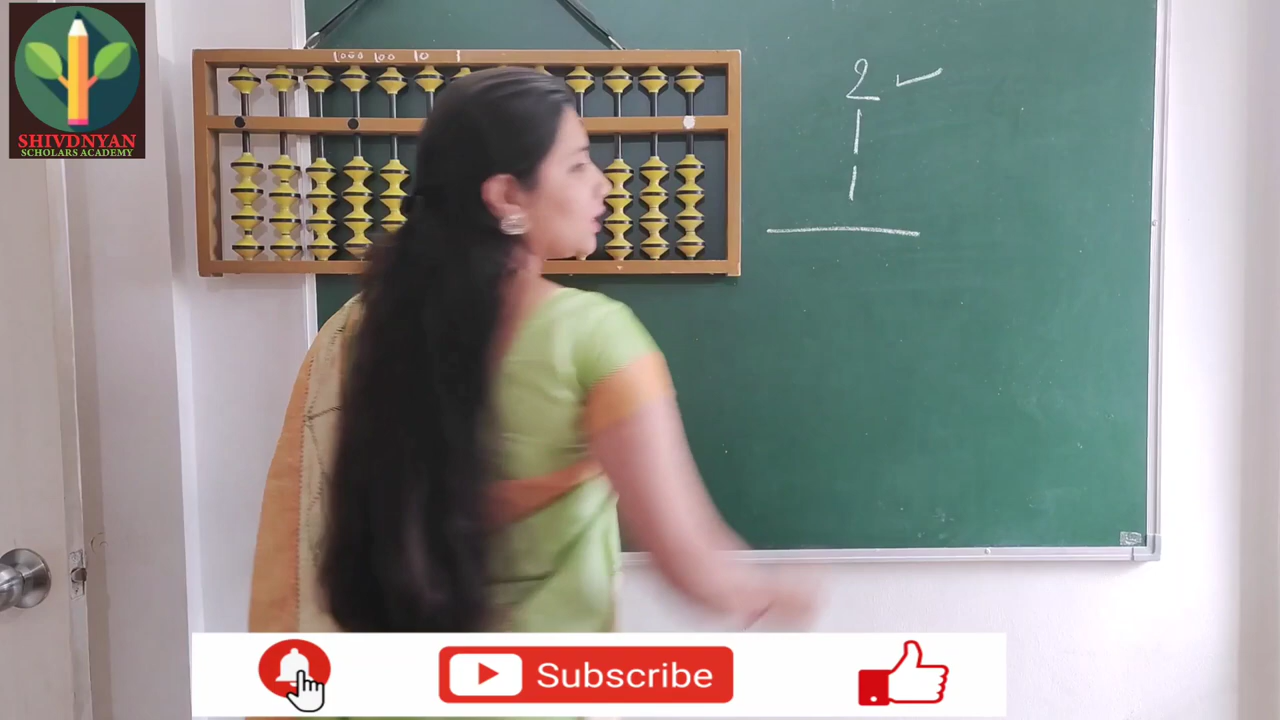 SHIVDNYAN
SCHOLARS ACADEMY
1000 100 10 1
2 ✓
1
1
Subscribe